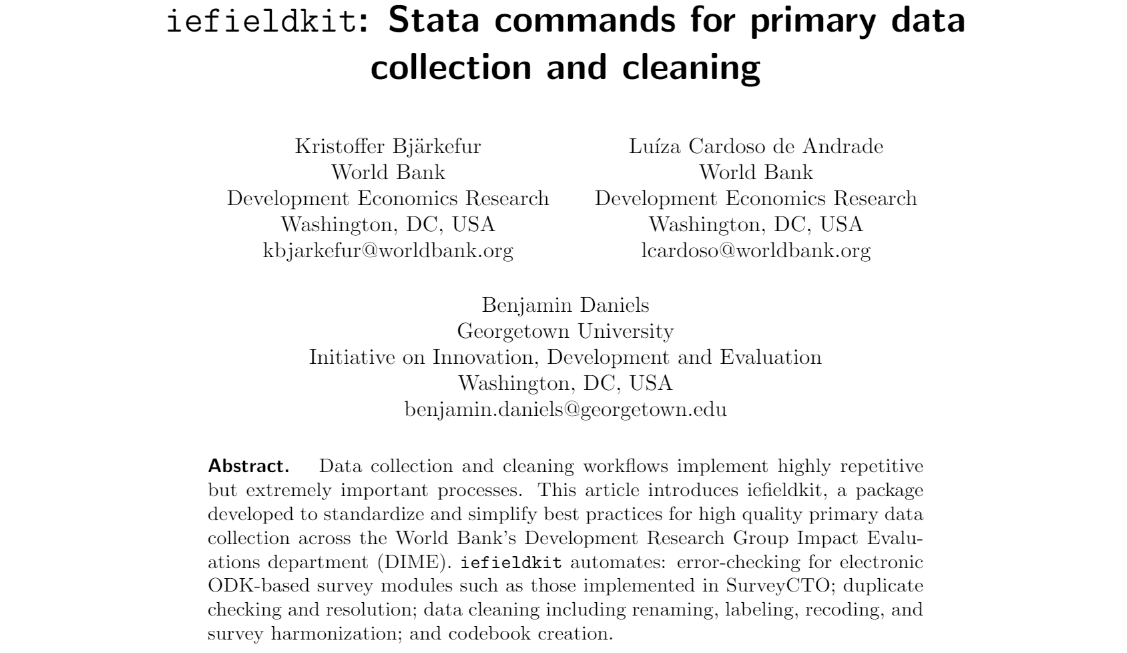 iefieldkit: Stata commands for primary data
collection and cleaning
Kristoffer Bjärkefur
World Bank
Development Economics Research
Washington, DC, USA
kbjarkefur@worldbank.org
Luíza Cardoso de Andrade
World Bank
Development Economics Research
Washington, DC, USA
lcardoso@worldbank.org
Benjamin Daniels
Georgetown University
Initiative on Innovation, Development and Evaluation
Washington, DC, USA
benjamin.daniels@georgetown.edu
Abstract. Data collection and cleaning workflows implement highly repetitive
but extremely important processes. This article introduces iefieldkit, a package
developed to standardize and simplify best practices for high quality primary data
collection across the World Bank's Development Research Group Impact Evalu-
ations department (DIME). iefieldkit automates: error-checking for electronic
ODK-based survey modules such as those implemented in SurveyCTO; duplicate
checking and resolution; data cleaning including renaming, labeling, recoding, and
survey harmonization; and codebook creation.